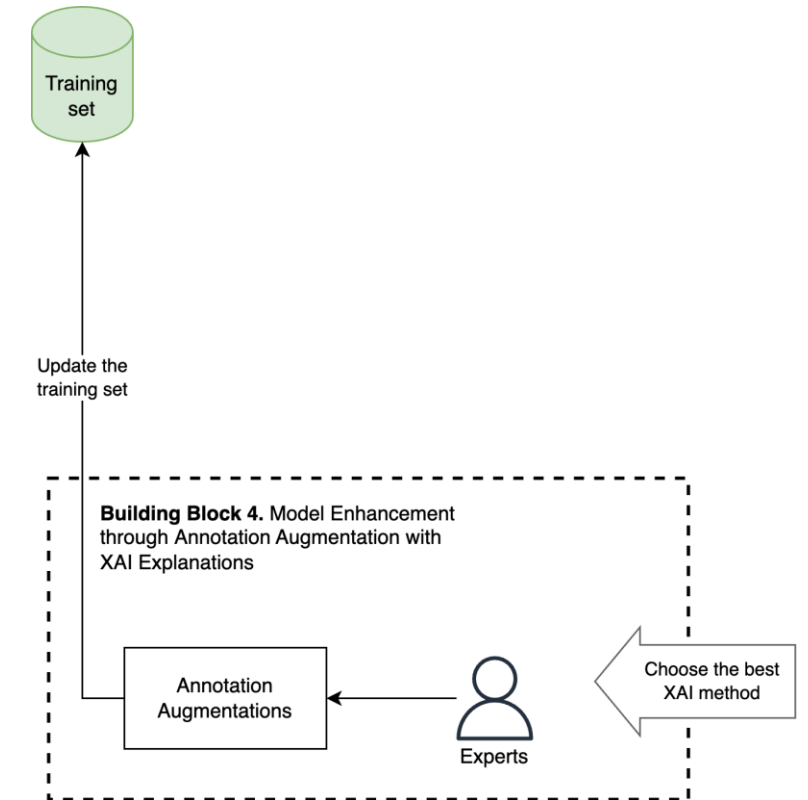 Training
set
Update the
training set
Building Block 4. Model Enhancement
through Annotation Augmentation with
XAI Explanations
Annotation
Augmentations
Experts
Choose the best
XAI method